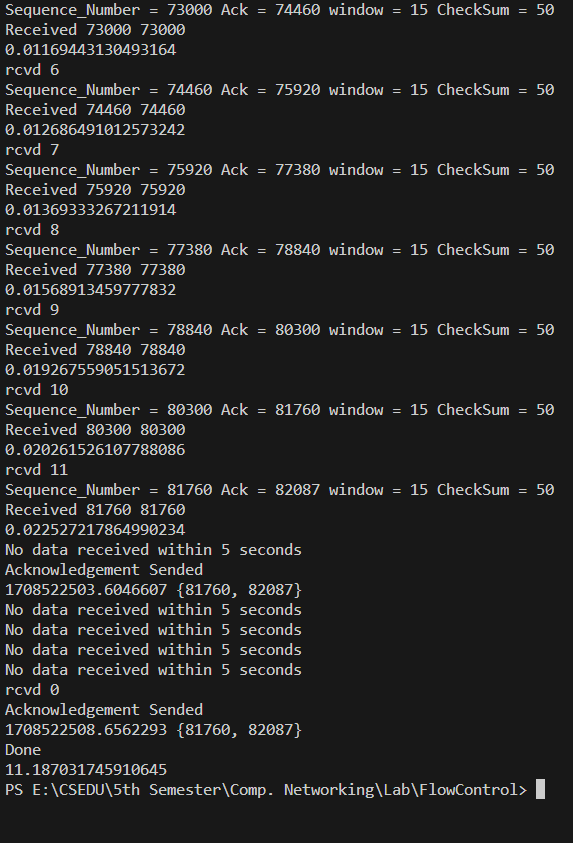 Sequence_Number = 73000 Ack = 74460 window = 15 CheckSum = 50
Received 73000 73000
0.01169443130493164
rcvd 6
Sequence_Number = 74460 Ack = 75920 window = 15 CheckSum = 50
Received 74460 74460
0.012686491012573242
rcvd 7
Sequence_Number = 75920 Ack = 77380 window = 15 CheckSum = 50
Received 75920 75920
0.01369333267211914
rcvd 8
Sequence_Number = 77380 Ack = 78840 window = 15 CheckSum = 50
Received 77380 77380
0.01568913459777832
rcvd 9
Sequence_Number = 78840 Ack = 80300 window = 15 CheckSum = 50
Received 78840 78840
0.019267559051513672
rcvd 10
Sequence_Number = 80300 Ack = 81760 window = 15 CheckSum = 50
Received 80300 80300
0.020261526107788086
rcvd 11
Sequence_Number = 81760 Ack = 82087 window = 15 CheckSum = 50
Received 81760 81760
0.022527217864990234
No data received within 5 seconds
Acknowledgement Sended
1708522503.6046607 {81760, 82087}
No data received within 5 seconds
No data received within 5 seconds
No data received within 5 seconds
rcvd 0
Acknowledgement Sended
1708522508.6562293 {81760, 82087}
Done
11.187031745910645
PS E:\CSEDU\5th Semester\Comp. Networking\Lab\FlowControl>